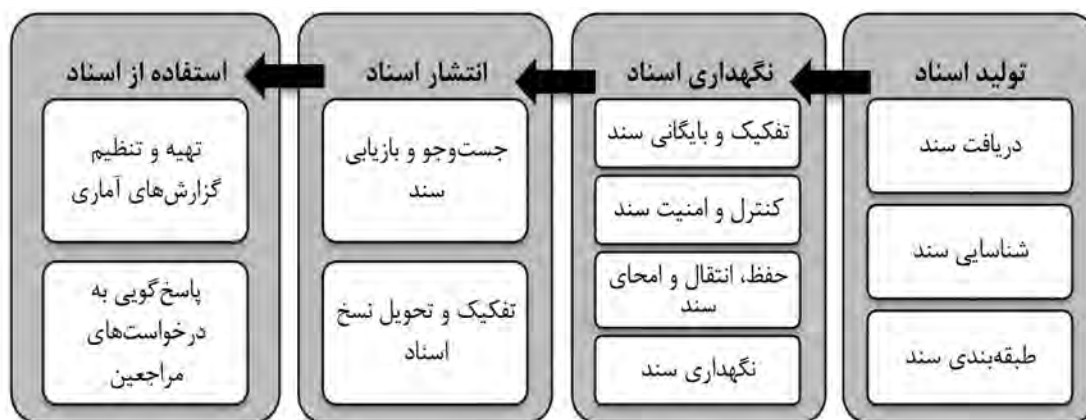 تولید اسناد
دریافت سند
شناسایی سند
طبقه‌بندی سند
نگهداری اسناد
تفکیک و بایگانی سند
کنترل و امنیت سند
حفظ، انتقال و امحای
سند
نگهداری سند
انتشار اسناد
جست‌وجو و بازیابی
سند
تفکیک و تحویل نسخ
اسناد
استفاده از اسناد
تهیه و تنظیم
گزارش‌های آماری
پاسخ‌گویی به
درخواست‌های
مراجعین